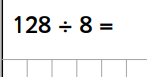 128 ÷ 8 =